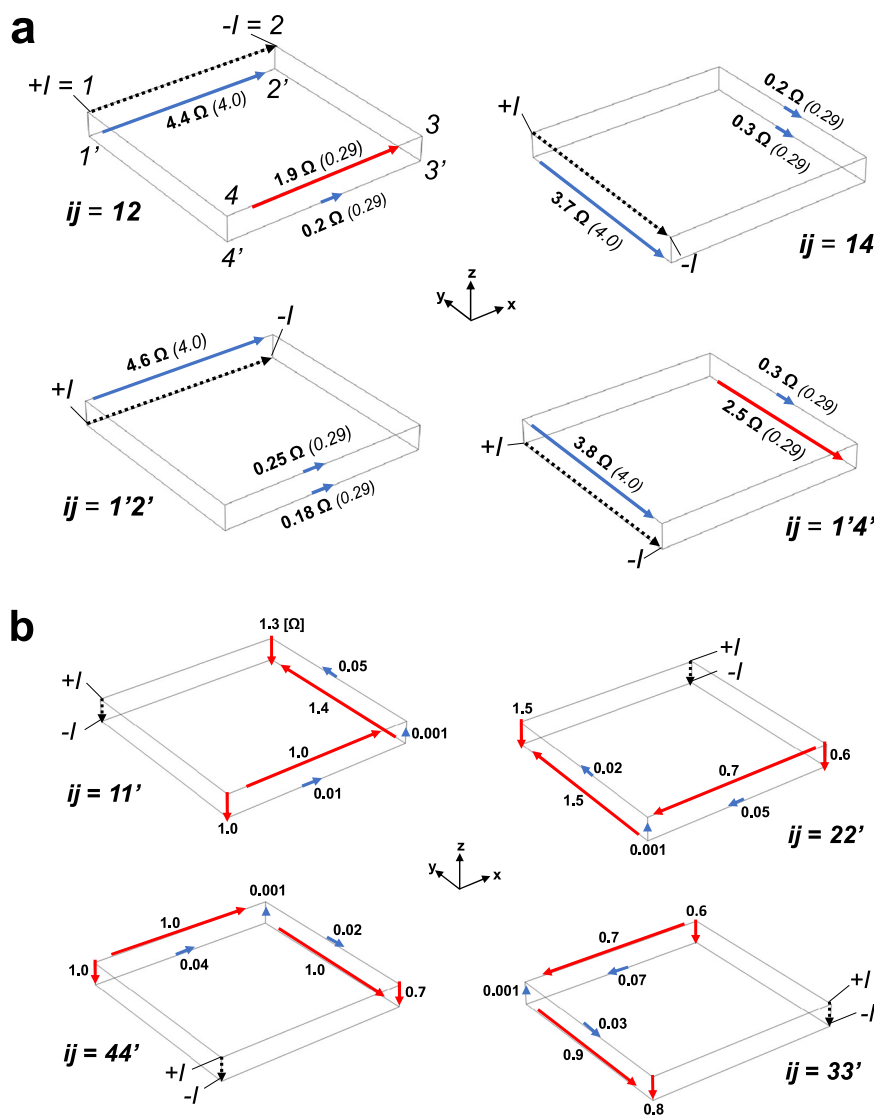 a
-I = 2
+I = 1
4.4 Ω (4.0)
2'
1'
3
1.9 Ω (0.29)
3'
4
0.2 Ω (0.29)
4'
ij = 12
0.2 Ω (0.29)
+I
0.3 Ω (0.29)
3.7 Ω (4.0)
-I
ij = 14
z
y
x
-I
4.6 Ω (4.0)
+I
0.25 Ω (0.29)
0.18 Ω (0.29)
ij = 1'2'
0.3 Ω (0.29)
2.5 Ω (0.29)
+I
3.8 Ω (4.0)
-I
ij = 1'4'
b
1.3 [Ω]
0.05
+I
-I
1.4
0.001
1.0
0.01
1.0
ij = 11'
+I
-I
1.5
0.6
0.02
0.7
1.5
0.05
0.001
ij = 22'
z
y
x
0.001
1.0
0.02
1.0
0.04
1.0
0.7
+I
-I
ij = 44'
0.6
0.7
0.07
0.001
+I
-I
0.03
0.9
0.8
ij = 33'